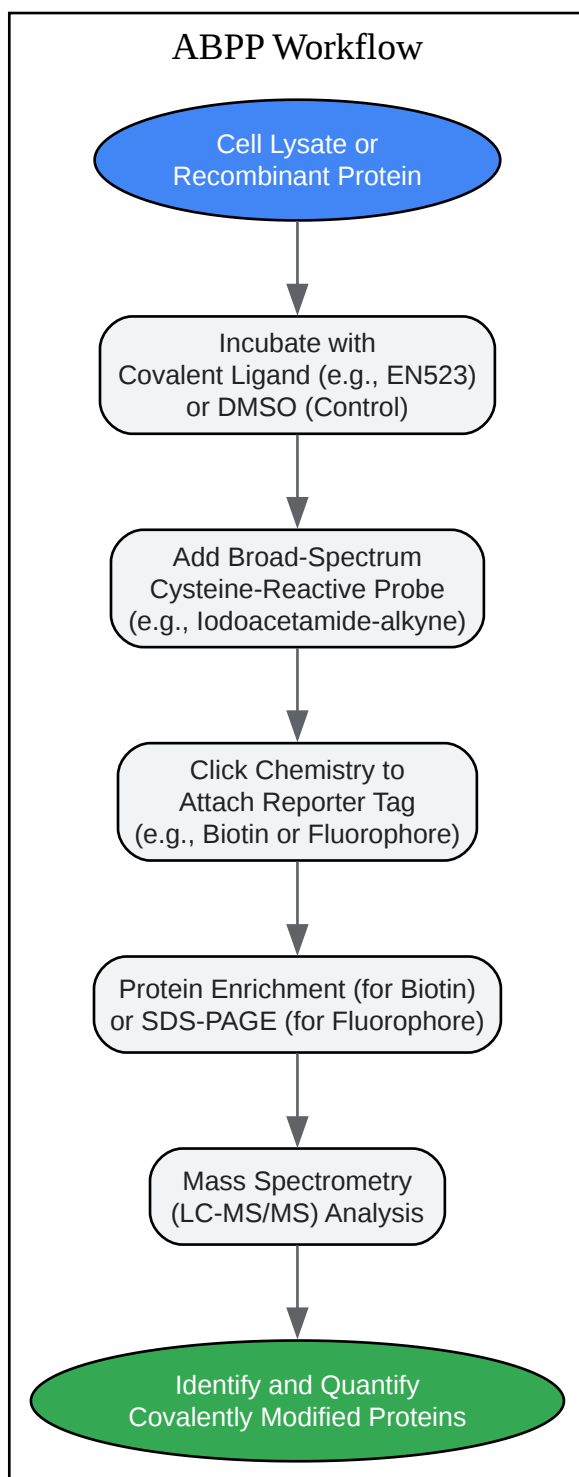 ABPP Workflow
Cell Lysate or
Recombinant Protein
Incubate with
Covalent Ligand (e.g., EN523)
or DMSO (Control)
Add Broad-Spectrum
Cysteine-Reactive Probe
(e.g., Iodoacetamide-alkyne)
Click Chemistry to
Attach Reporter Tag
(e.g., Biotin or Fluorophore)
Protein Enrichment (for Biotin)
or SDS-PAGE (for Fluorophore)
Mass Spectrometry
(LC-MS/MS) Analysis
Identify and Quantify
Covalently Modified Proteins